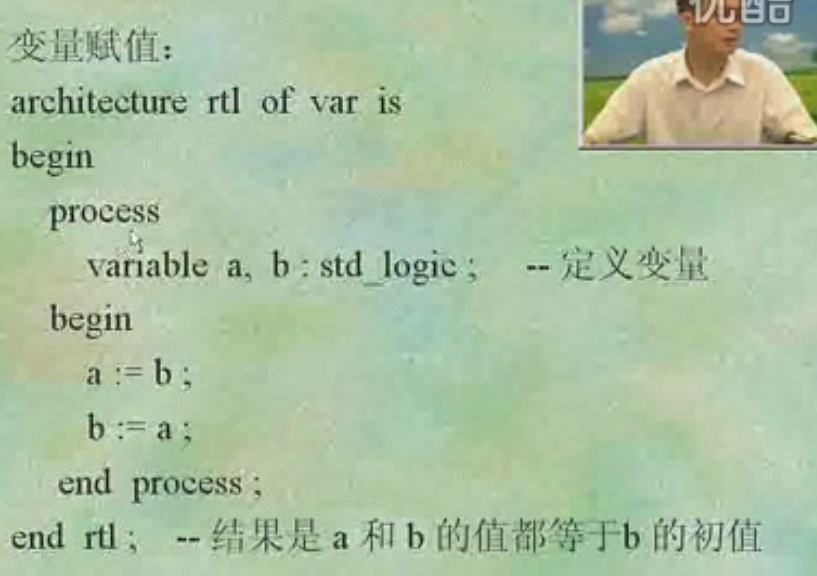 优酷
变量赋值：
architecture rtl of var is
begin
process
variable a, b : std_logic ; -- 定义变量
begin
a := b ;
b := a ;
end process ;
end rtl ; -- 结果是 a 和 b 的值都等于b 的初值